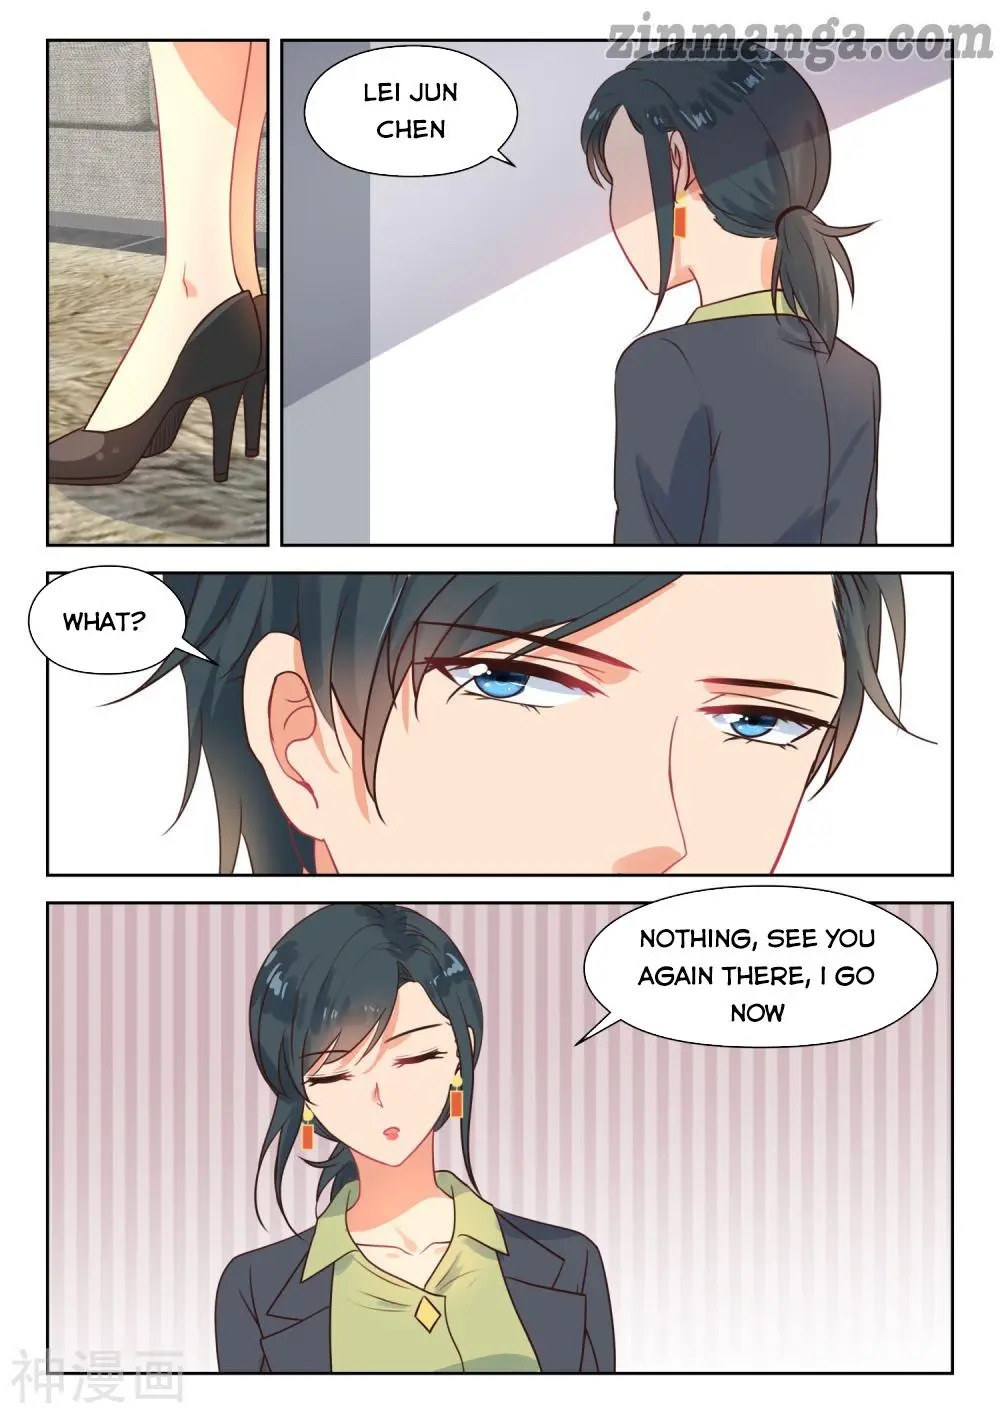 zinmanga.com
LEI JUN
CHEN
WHAT?
NOTHING, SEE YOU
AGAIN THERE, I GO
NOW
神漫画